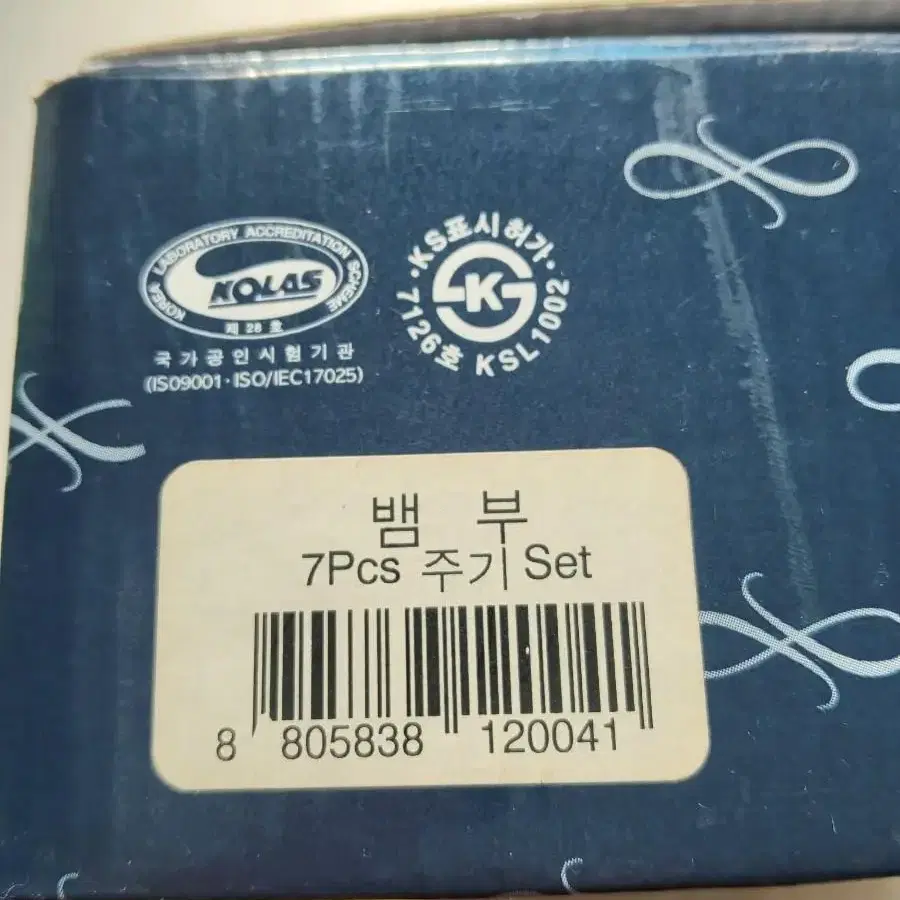 KOREA LABORATORY ACCREDITATION SCHEME
KOLAS
제 28 호
국가공인시험기관
(IS09001·ISO/IEC17025)
·KS표시허가·
K
7126호 KSL1002
뱀 부
7Pcs 주기 Set
8 805838 120041